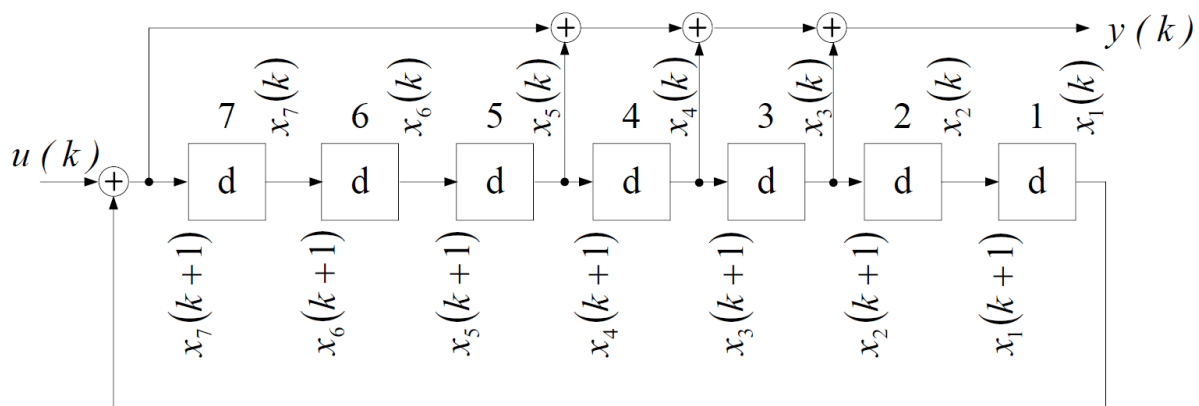 y ( k )
x₇(k)
x₆(k)
x₅(k)
x₄(k)
x₃(k)
x₂(k)
x₁(k)
7
6
5
4
3
2
1
u ( k )
+
+
+
+
d
d
d
d
d
d
d
x₇(k+1)
x₆(k+1)
x₅(k+1)
x₄(k+1)
x₃(k+1)
x₂(k+1)
x₁(k+1)